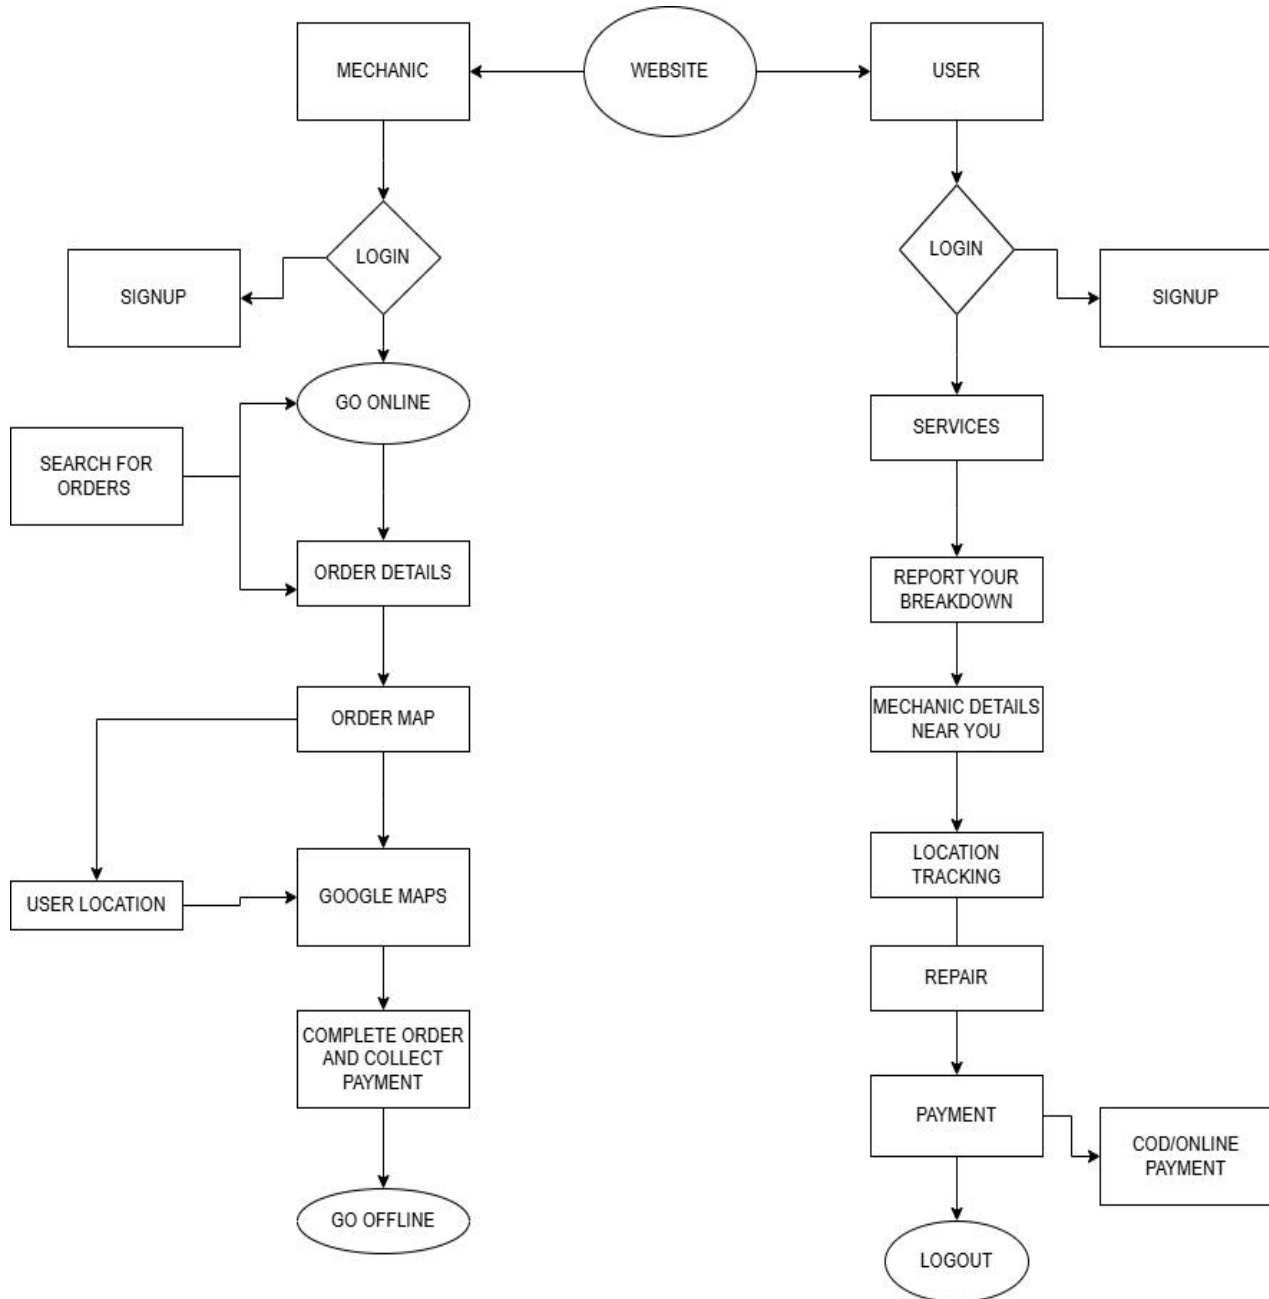 MECHANIC
WEBSITE
USER
LOGIN
LOGIN
SIGNUP
SIGNUP
GO ONLINE
SERVICES
SEARCH FOR
ORDERS
ORDER DETAILS
REPORT YOUR
BREAKDOWN
ORDER MAP
MECHANIC DETAILS
NEAR YOU
LOCATION
TRACKING
USER LOCATION
GOOGLE MAPS
REPAIR
COMPLETE ORDER
AND COLLECT
PAYMENT
PAYMENT
COD/ONLINE
PAYMENT
GO OFFLINE
LOGOUT